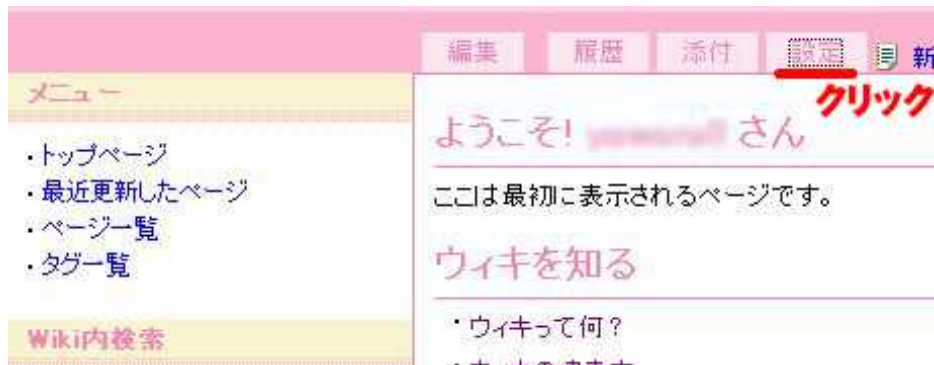 編集 履歴 添付 設定 新
クリック
メニュー
・トップページ
・最近更新したページ
・ページ一覧
・タグ一覧
Wiki内検索
ようこそ! さん
ここは最初に表示されるページです。
ウィキを知る
・ウィキって何?